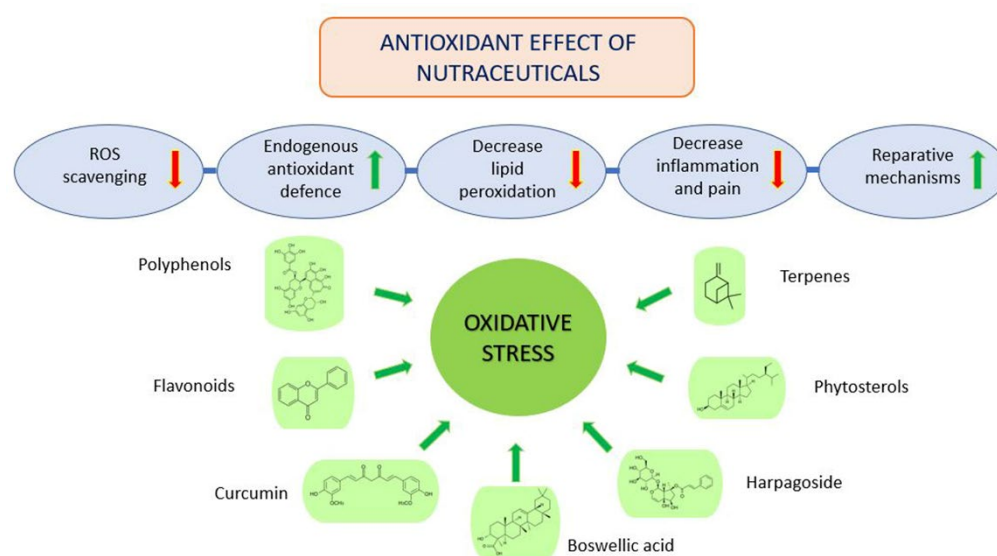 ANTIOXIDANT EFFECT OF
NUTRACEUTICALS
ROS
scavenging
Endogenous
antioxidant
defence
Decrease
lipid
peroxidation
Decrease
inflammation
and pain
Reparative
mechanisms
Polyphenols
Terpenes
OXIDATIVE
STRESS
Flavonoids
Phytosterols
Curcumin
Harpagoside
Boswellic acid